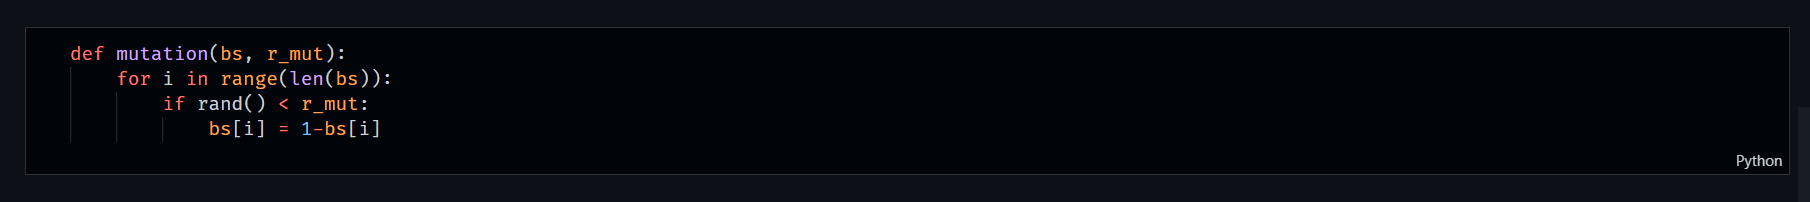 def mutation(bs, r_mut):
    for i in range(len(bs)):
        if rand() < r_mut:
            bs[i] = 1-bs[i]
Python